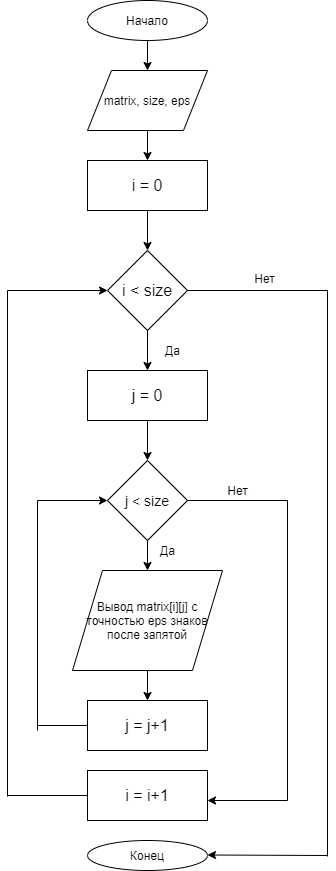 Начало
matrix, size, eps
i = 0
i < size
Нет
Да
j = 0
j < size
Нет
Да
Вывод matrix[i][j] с
точностью eps знаков
после запятой
j = j+1
i = i+1
Конец